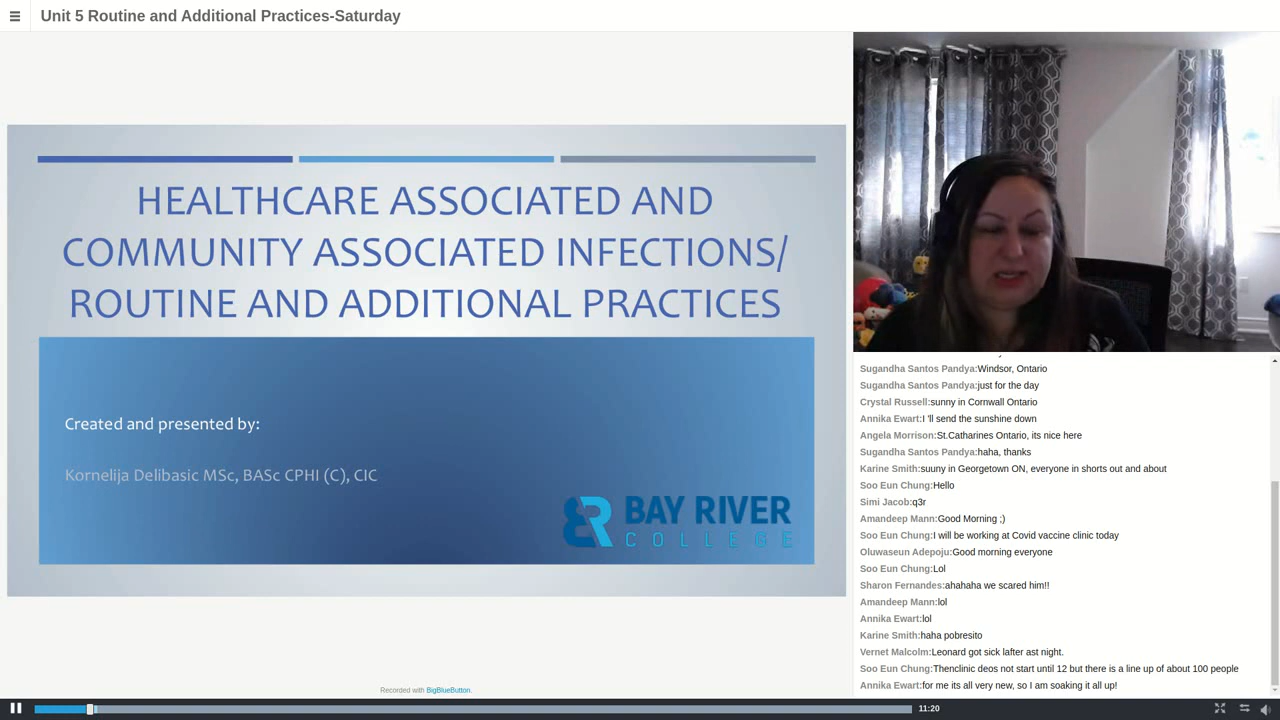 Unit 5 Routine and Additional Practices-Saturday
HEALTHCARE ASSOCIATED AND
COMMUNITY ASSOCIATED INFECTIONS/
ROUTINE AND ADDITIONAL PRACTICES
Created and presented by:
Kornelija Delibasic MSc, BASc CPHI (C), CIC
BR BAY RIVER
COLLEGE
Recorded with BigBlueButton.
Sugandha Santos Pandya:Windsor, Ontario
Sugandha Santos Pandya:just for the day
Crystal Russell:sunny in Cornwall Ontario
Annika Ewart:I 'll send the sunshine down
Angela Morrison:St.Catharines Ontario, its nice here
Sugandha Santos Pandya:haha, thanks
Karine Smith:suuny in Georgetown ON, everyone in shorts out and about
Soo Eun Chung:Hello
Simi Jacob:q3r
Amandeep Mann:Good Morning ;)
Soo Eun Chung:I will be working at Covid vaccine clinic today
Oluwaseun Adepoju:Good morning everyone
Soo Eun Chung:Lol
Sharon Fernandes:ahahaha we scared him!!
Amandeep Mann:lol
Annika Ewart:lol
Karine Smith:haha pobresito
Vernet Malcolm:Leonard got sick lafter ast night.
Soo Eun Chung:Thenclinic deos not start until 12 but there is a line up of about 100 people
Annika Ewart:for me its all very new, so I am soaking it all up!
11:20